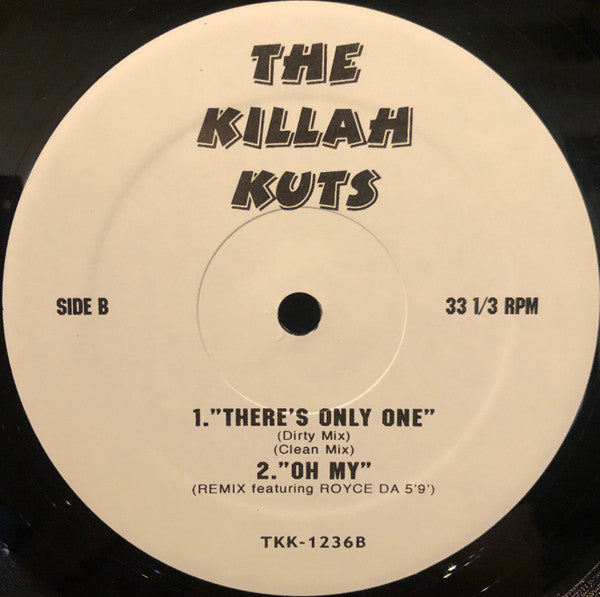 THE
KILLAH
KUTS
SIDE B 33 1/3 RPM
1."THERE'S ONLY ONE"
(Dirty Mix)
(Clean Mix)
2."OH MY"
(REMIX featuring ROYCE DA 5'9')
TKK-1236B